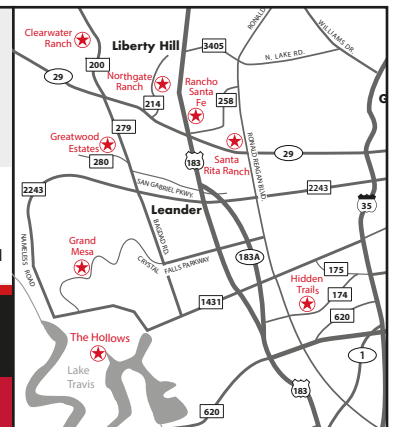 RONALD
WILLIAMS DR.
Clearwater
Ranch
Liberty Hill
3405
N. LAKE RD.
200
29
Northgate
Ranch
Rancho
Santa
Fe
214
258
G
279
Greatwood
Estates
280
183
Santa
Rita Ranch
RONALD REAGAN BLVD.
29
2243
SAN GABRIEL PKWY.
2243
35
Leander
NAMELESS ROAD
BAGDAD RD.
Grand
Mesa
CRYSTAL FALLS PARKWAY
183A
175
Hidden
Trails
174
1431
620
The Hollows
Lake
Travis
1
183
620